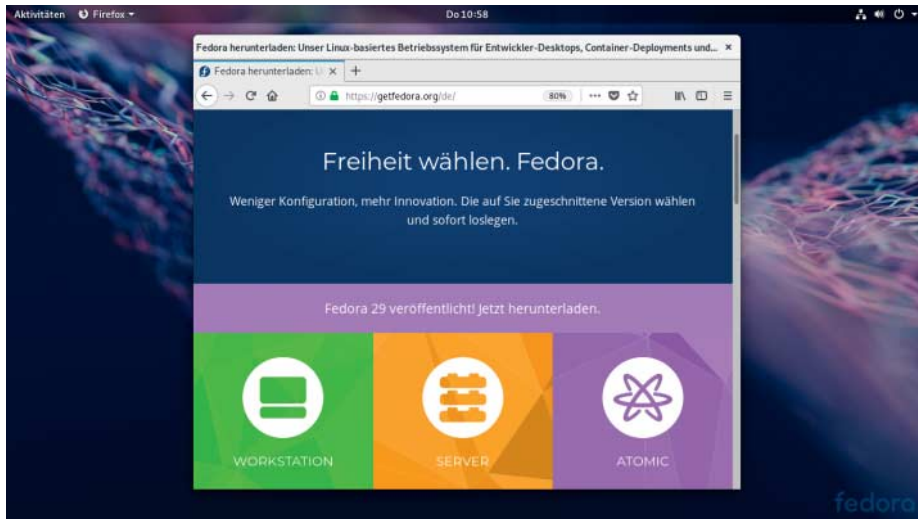 Aktivitäten Firefox Do 10:58
Fedora herunterladen: Unser Linux-basiertes Betriebssystem für Entwickler-Desktops, Container-Deployments und...
Fedora herunterladen:
https://getfedora.org/de/ 80%
Freiheit wählen. Fedora.
Weniger Konfiguration, mehr Innovation. Die auf Sie zugeschnittene Version wählen
und sofort loslegen.
Fedora 29 veröffentlicht! Jetzt herunterladen.
WORKSTATION SERVER ATOMIC
fedora